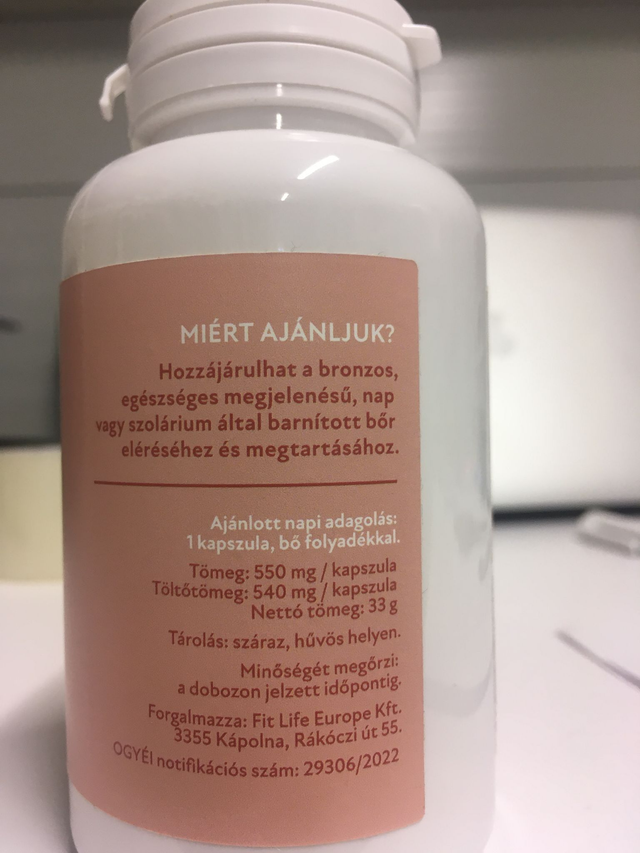 MIÉRT AJÁNLJUK?
Hozzájárulhat a bronzos,
egészséges megjelenésű, nap
vagy szolárium által barnított bőr
eléréséhez és megtartásához.
Ajánlott napi adagolás:
1 kapszula, bő folyadékkal.
Tömeg: 550 mg / kapszula
Töltőtömeg: 540 mg / kapszula
Nettó tömeg: 33 g
Tárolás: száraz, hűvös helyen.
Minőségét megőrzi:
a dobozon jelzett időpontig.
Forgalmazza: Fit Life Europe Kft.
3355 Kápolna, Rákóczi út 55.
OGYÉI notifikációs szám: 29306/2022